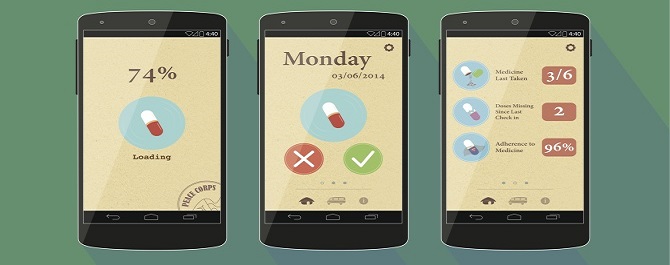 4:40
74%
Loading
PEACE CORPS
4:40
Monday
03/06/2014
4:40
Medicine
Last Taken
3/6
Doses Missing
Since Last
Check in
2
Adherence to
Medicine
96%